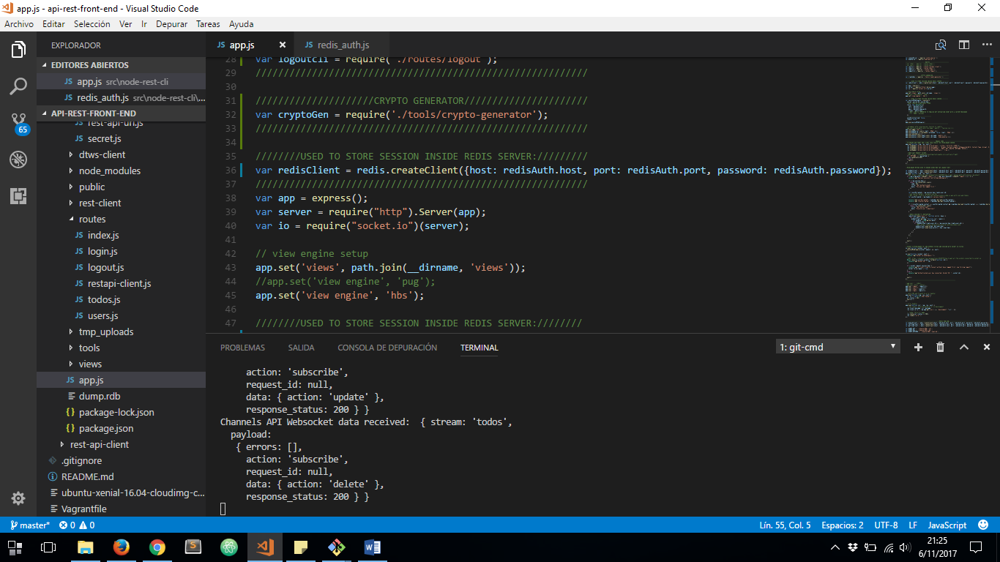 app.js - api-rest-front-end - Visual Studio Code
Archivo Editar Selección Ver Ir Depurar Tareas Ayuda
EXPLORADOR
EDITORES ABIERTOS
JS app.js src\node-rest-cli
JS redis_auth.js src\node-rest-cli\...
API-REST-FRONT-END
rest-api-url.js
JS secret.js
dtws-client
node_modules
public
rest-client
routes
JS index.js
JS login.js
JS logout.js
JS restapi-client.js
JS todos.js
JS users.js
tmp_uploads
tools
views
JS app.js
dump.rdb
{} package-lock.json
{} package.json
rest-api-client
.gitignore
README.md
ubuntu-xenial-16.04-cloudimg-c...
Vagrantfile
65
JS app.js
JS redis_auth.js
28 var logoutcli = require('./routes/logout');
29 ///////////////////////////////////////////////////////////
30
31 /////////////////////CRYPTO GENERATOR//////////////////////
32 var cryptoGen = require('./tools/crypto-generator');
33 ///////////////////////////////////////////////////////////
34
35 ////////USED TO STORE SESSION INSIDE REDIS SERVER://///////
36 var redisClient = redis.createClient({host: redisAuth.host, port: redisAuth.port, password: redisAuth.password});
37 ///////////////////////////////////////////////////////////
38 var app = express();
39 var server = require("http").Server(app);
40 var io = require("socket.io")(server);
41
42 // view engine setup
43 app.set('views', path.join(__dirname, 'views'));
44 //app.set('view engine', 'pug');
45 app.set('view engine', 'hbs');
46
47 ////////USED TO STORE SESSION INSIDE REDIS SERVER:////////
PROBLEMAS SALIDA CONSOLA DE DEPURACIÓN TERMINAL
1: git-cmd
action: 'subscribe',
request_id: null,
data: { action: 'update' },
response_status: 200 } }
Channels API Websocket data received:  { stream: 'todos',
payload:
{ errors: [],
action: 'subscribe',
request_id: null,
data: { action: 'delete' },
response_status: 200 } }
master* 0 0
Lín. 55, Col. 5 Espacios: 2 UTF-8 LF JavaScript
21:25
6/11/2017